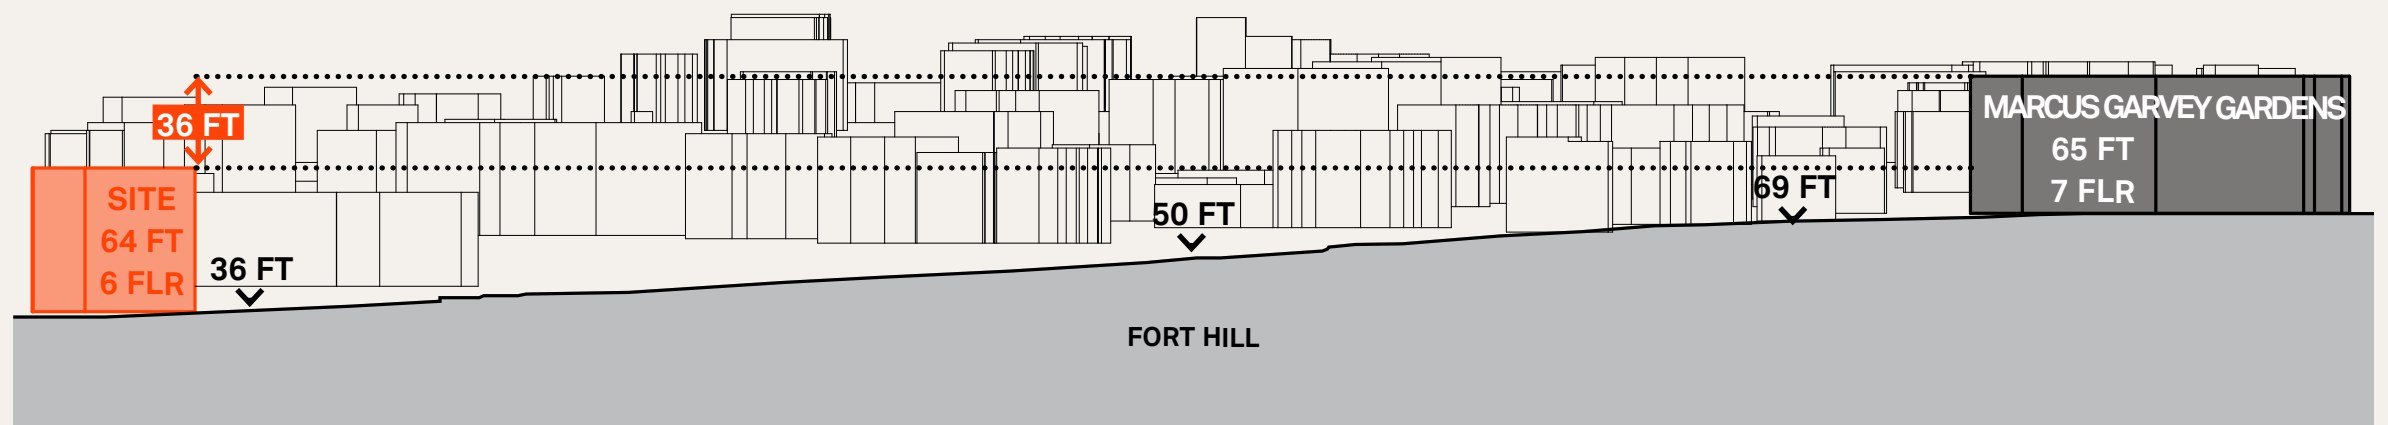 36 FT
SITE
64 FT
6 FLR
36 FT
50 FT
69 FT
MARCUS GARVEY GARDENS
65 FT
7 FLR
FORT HILL